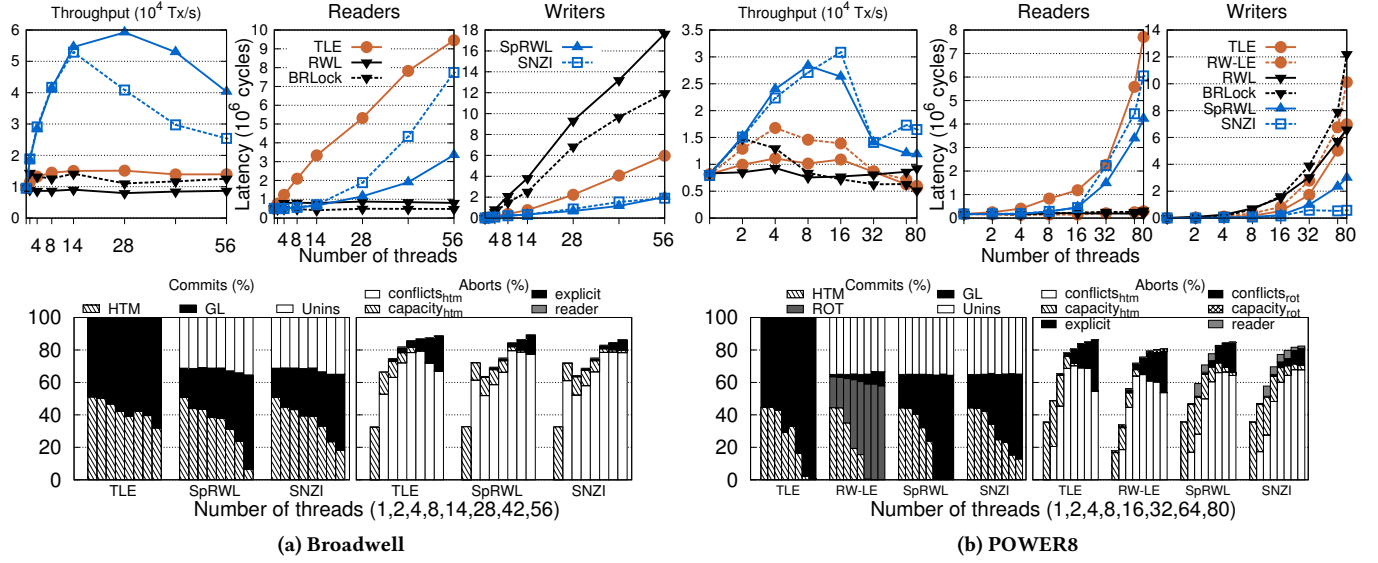 Throughput (10^4 Tx/s)
Readers
Writers
6
5
4
3
2
1
0
4 8 14 28 42 56
Latency (10^6 cycles)
10
9
8
7
6
5
4
3
2
1
0
TLE
RWL
BRLock
4 8 14 28 56
18
16
14
12
10
8
6
4
2
0
SpRWL
SNZI
14 28 56
Number of threads
Throughput (10^4 Tx/s)
Readers
Writers
3.5
3
2.5
2
1.5
1
0.5
0
2 4 8 16 32 80
Latency (10^6 cycles)
8
7
6
5
4
3
2
1
0
2 4 8 16 32 80
14
12
10
8
6
4
2
0
TLE
RW-LE
RWL
BRLock
SpRWL
SNZI
2 4 8 16 32 80
Number of threads
Commits (%)
HTM GL Unins
Aborts (%)
conflicts_htm explicit
capacity_htm reader
100
80
60
40
20
0
TLE SpRWL SNZI TLE SpRWL SNZI
Number of threads (1,2,4,8,14,28,42,56)
(a) Broadwell
Commits (%)
HTM GL
ROT Unins
Aborts (%)
conflicts_htm conflicts_rot
capacity_htm capacity_rot
explicit reader
100
80
60
40
20
0
TLE RW-LE SpRWL SNZI TLE RW-LE SpRWL SNZI
Number of threads (1,2,4,8,16,32,64,80)
(b) POWER8